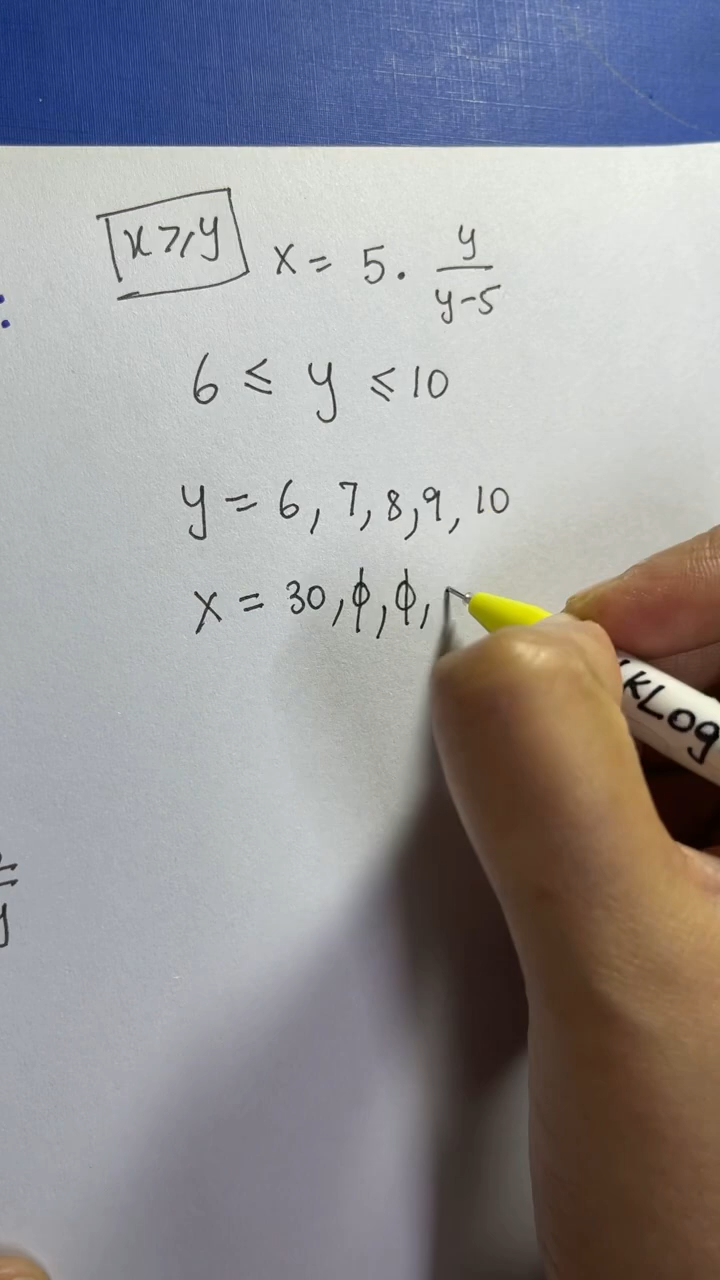 x ⩾ y x = 5 . y/(y-5)
6 ≤ y ≤ 10
y = 6, 7, 8, 9, 10
x = 30, ϕ, ϕ,